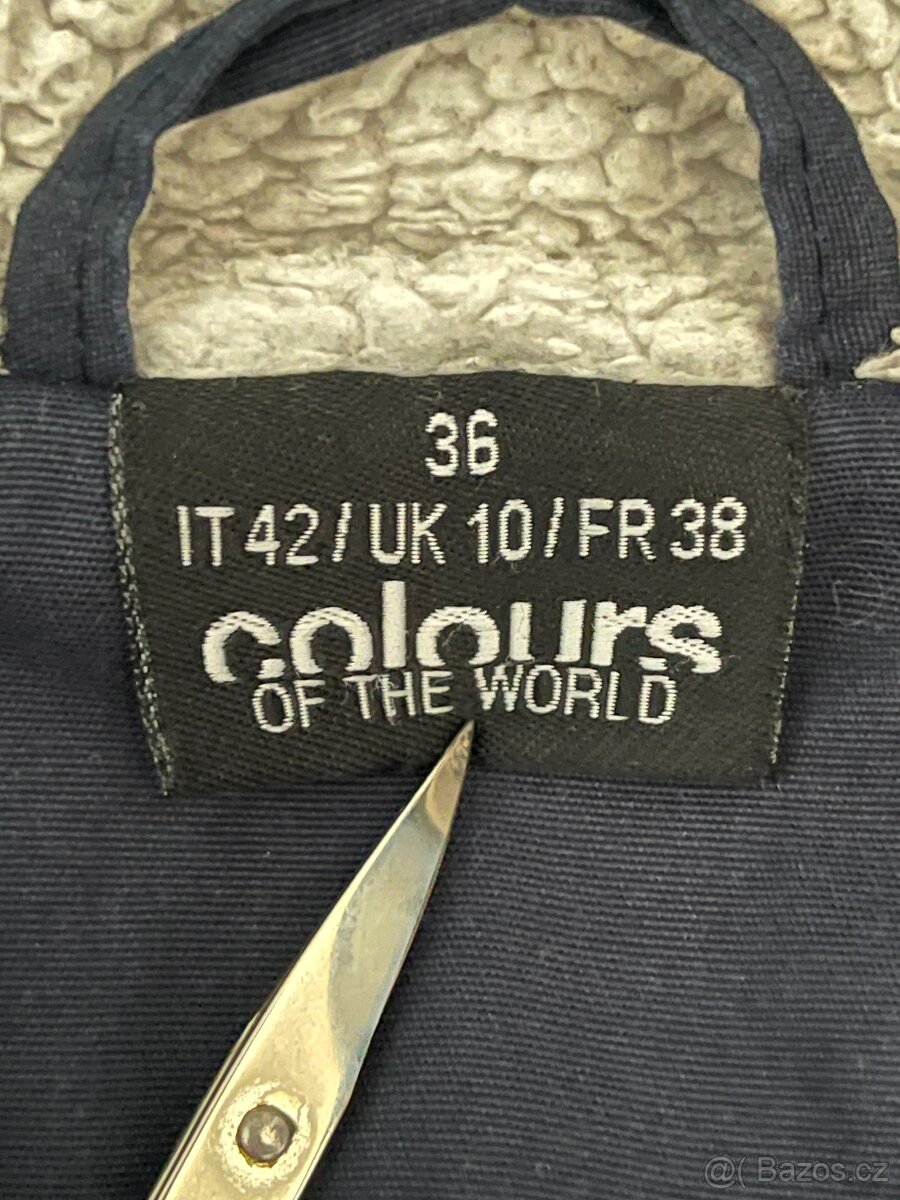 36
IT 42 / UK 10 / FR 38
colours
OF THE WORLD
@( Bazos.cz